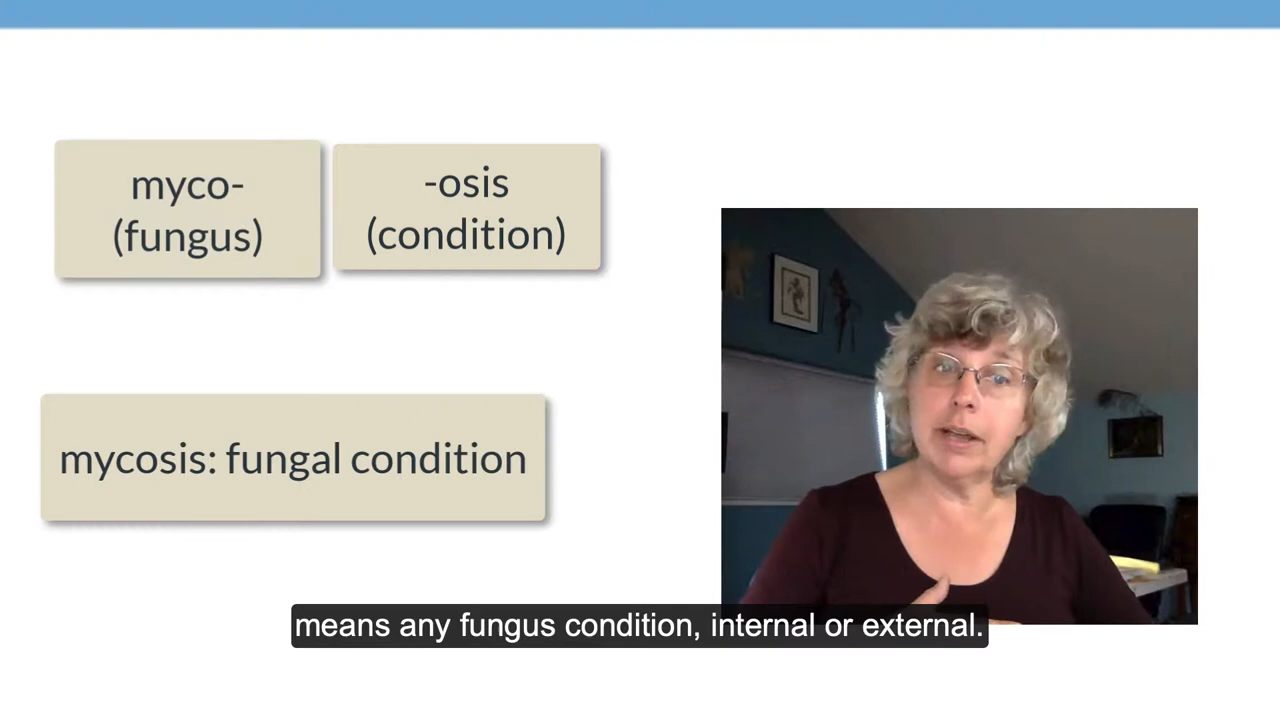 myco-
(fungus)
-osis
(condition)
mycosis: fungal condition
means any fungus condition, internal or external.